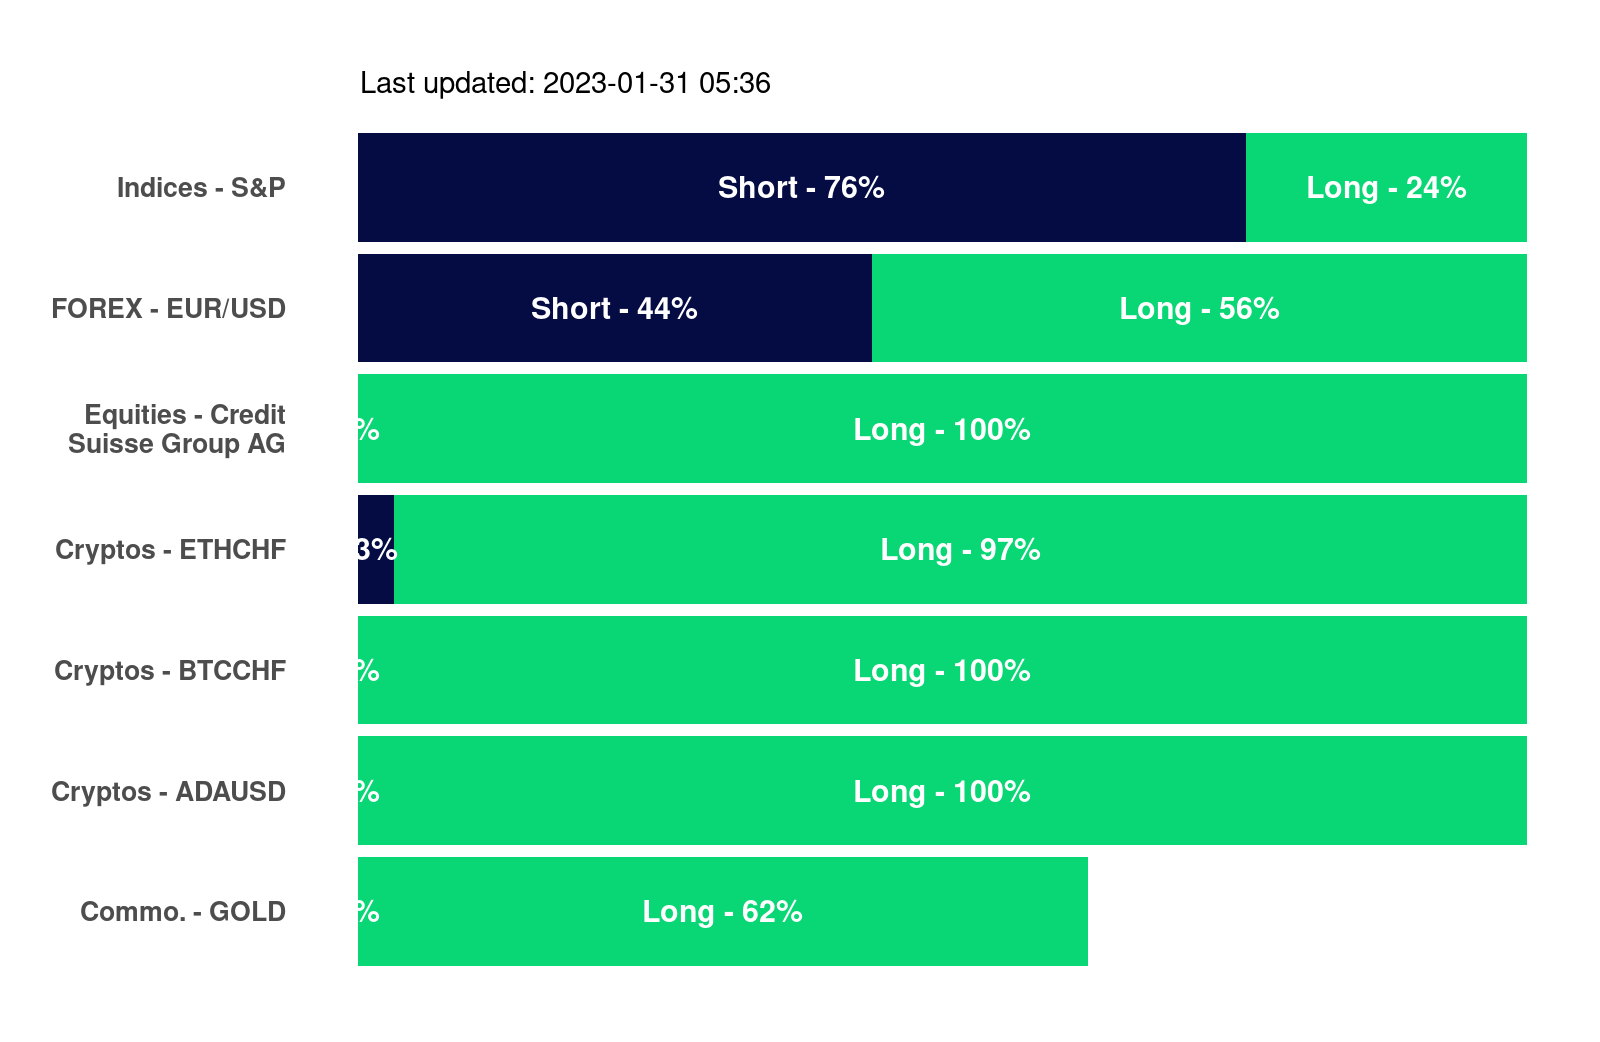 Last updated: 2023-01-31 05:36
Indices - S&P
Short - 76%
Long - 24%
FOREX - EUR/USD
Short - 44%
Long - 56%
Equities - Credit
Suisse Group AG
%
Long - 100%
Cryptos - ETHCHF
3%
Long - 97%
Cryptos - BTCCHF
%
Long - 100%
Cryptos - ADAUSD
%
Long - 100%
Commo. - GOLD
%
Long - 62%